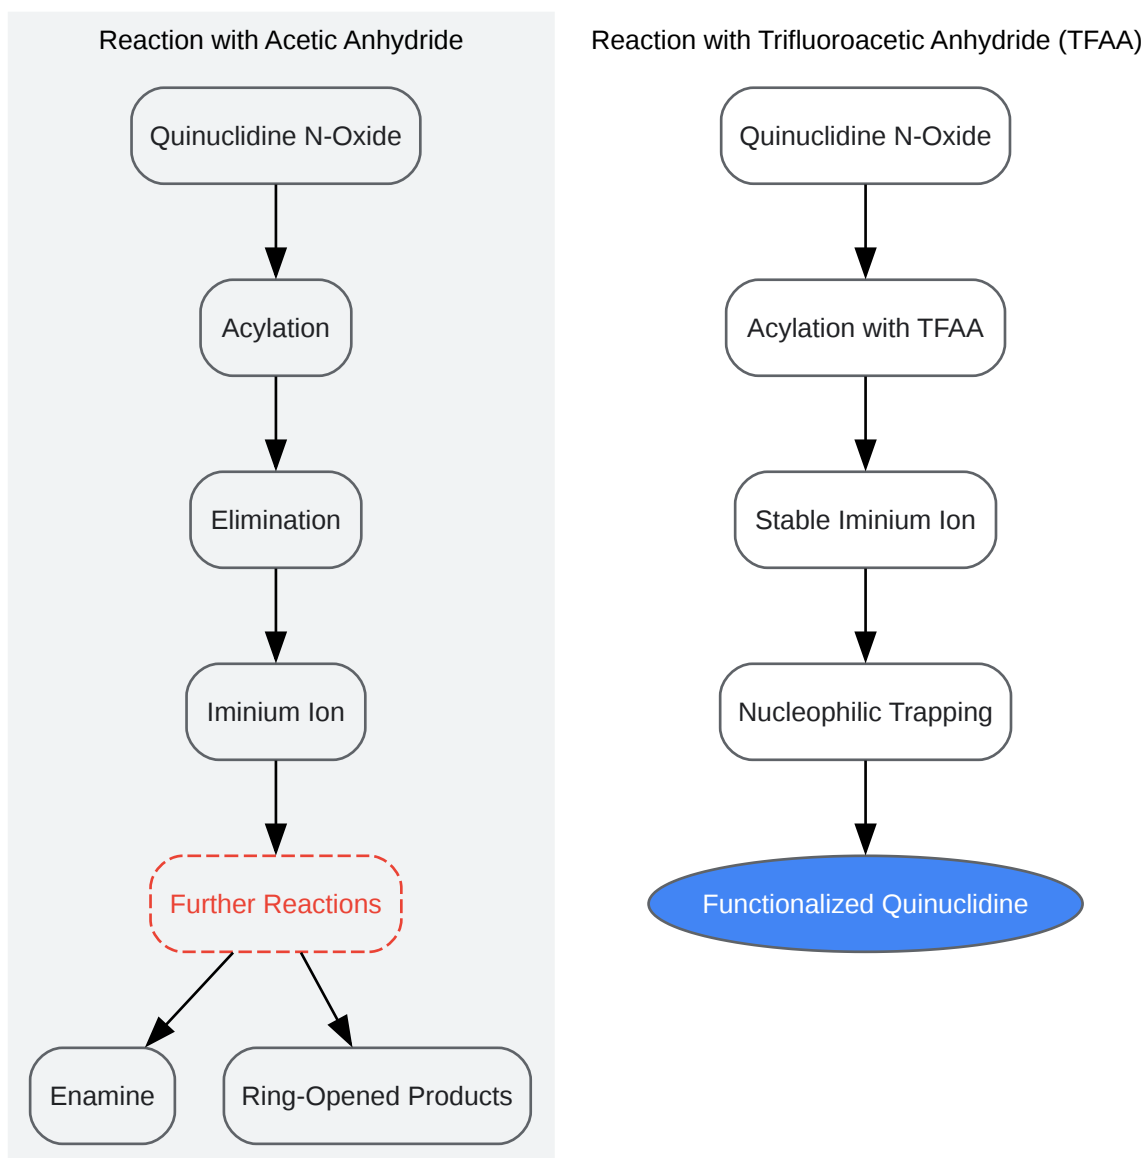 Reaction with Acetic Anhydride
Quinuclidine N-Oxide
Acylation
Elimination
Iminium Ion
Further Reactions
Enamine
Ring-Opened Products
Reaction with Trifluoroacetic Anhydride (TFAA)
Quinuclidine N-Oxide
Acylation with TFAA
Stable Iminium Ion
Nucleophilic Trapping
Functionalized Quinuclidine